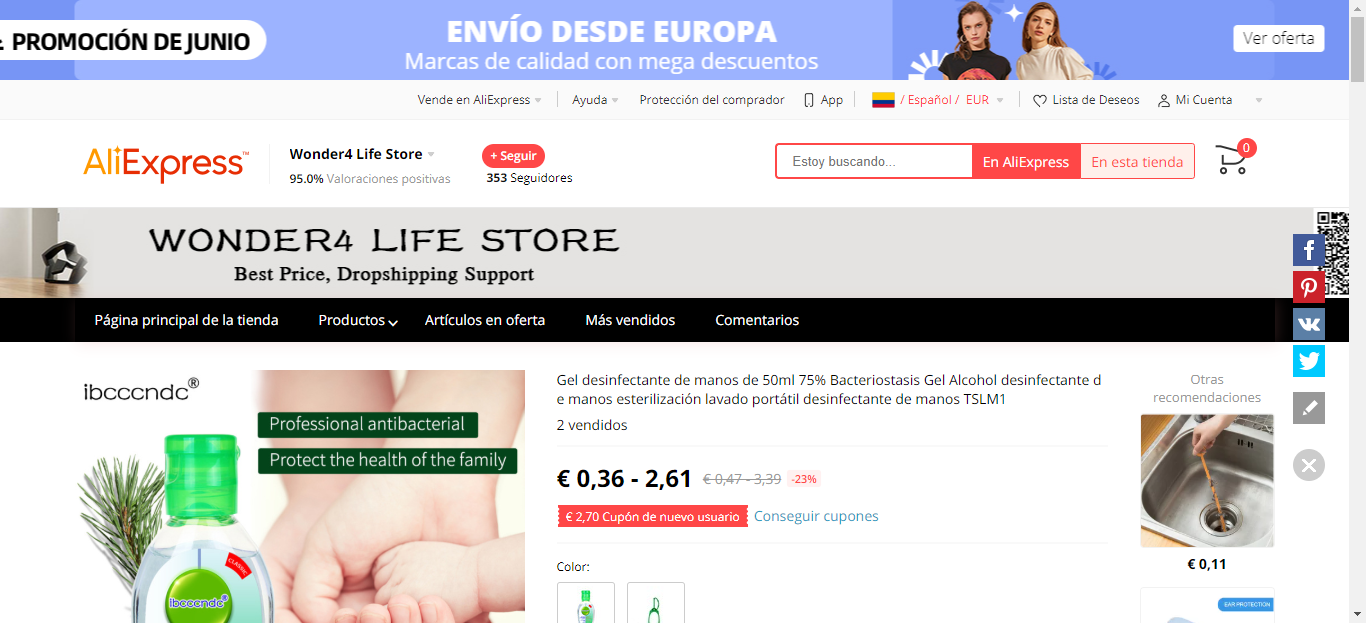 PROMOCIÓN DE JUNIO
ENVÍO DESDE EUROPA
Marcas de calidad con mega descuentos
Ver oferta
Vende en AliExpress
Ayuda
Protección del comprador
App
/ Español / EUR
Lista de Deseos
Mi Cuenta
AliExpress™
Wonder4 Life Store
95.0% Valoraciones positivas
+ Seguir
353 Seguidores
Estoy buscando...
En AliExpress
En esta tienda
0
WONDER4 LIFE STORE
Best Price, Dropshipping Support
Página principal de la tienda
Productos
Artículos en oferta
Más vendidos
Comentarios
ibcccndc®
Professional antibacterial
Protect the health of the family
CLASSIC
ibcccndc®
Gel desinfectante de manos de 50ml 75% Bacteriostasis Gel Alcohol desinfectante d
e manos esterilización lavado portátil desinfectante de manos TSLM1
2 vendidos
€ 0,36 - 2,61
€ 0,47 - 3,39
-23%
€ 2,70 Cupón de nuevo usuario
Conseguir cupones
Color:
Otras
recomendaciones
€ 0,11
EAR PROTECTION